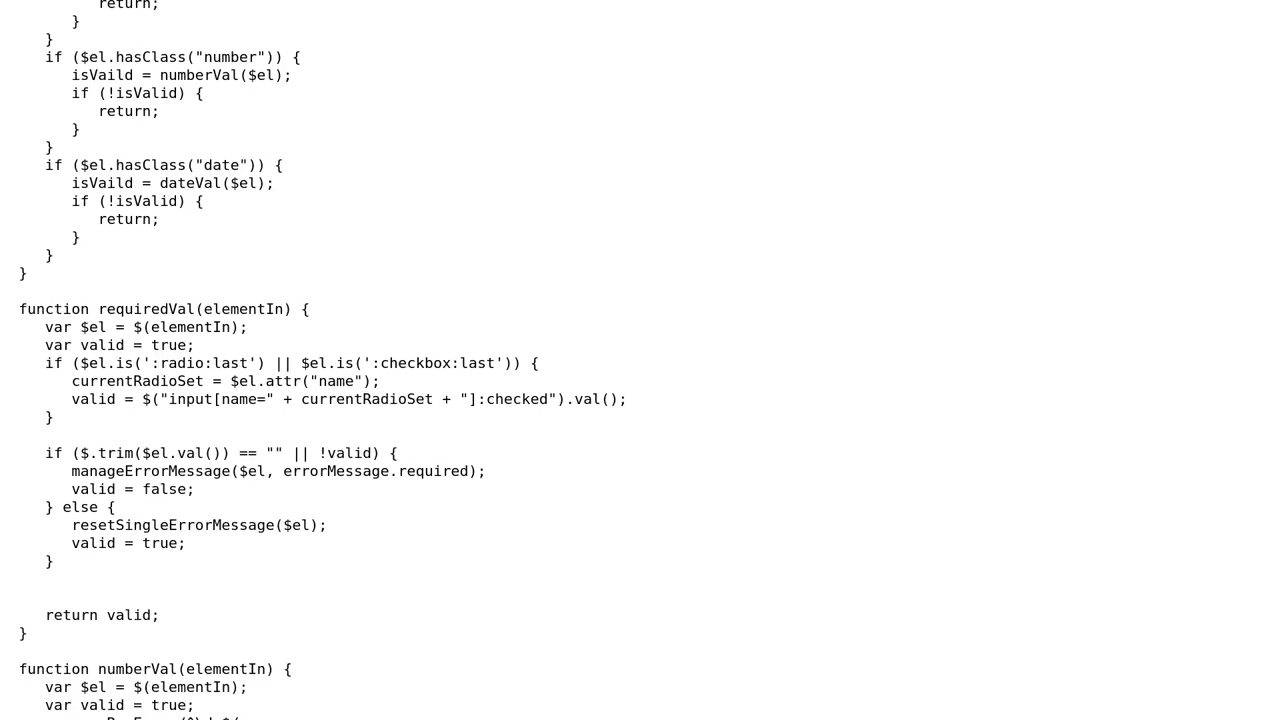 return;
}
}
if ($el.hasClass("number")) {
isVaild = numberVal($el);
if (!isValid) {
return;
}
}
if ($el.hasClass("date")) {
isVaild = dateVal($el);
if (!isValid) {
return;
}
}
}
function requiredVal(elementIn) {
var $el = $(elementIn);
var valid = true;
if ($el.is(':radio:last') || $el.is(':checkbox:last')) {
currentRadioSet = $el.attr("name");
valid = $("input[name=" + currentRadioSet + "]:checked").val();
}
if ($.trim($el.val()) == "" || !valid) {
manageErrorMessage($el, errorMessage.required);
valid = false;
} else {
resetSingleErrorMessage($el);
valid = true;
}
return valid;
}
function numberVal(elementIn) {
var $el = $(elementIn);
var valid = true;